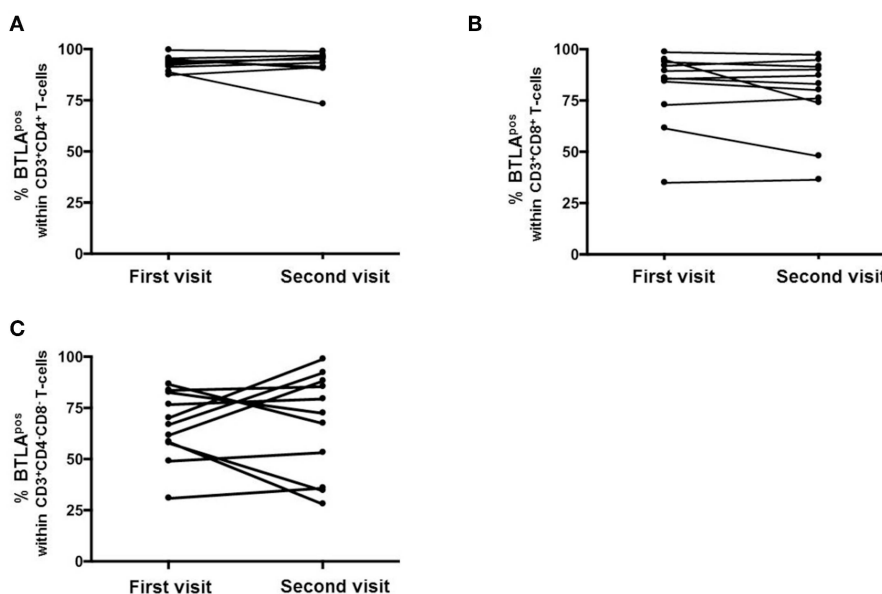 A
% BTLApos
within CD3+CD4+ T-cells
100
75
50
25
0
First visit
Second visit
B
% BTLApos
within CD3+CD8+ T-cells
100
75
50
25
0
First visit
Second visit
C
% BTLApos
within CD3+CD4-CD8- T-cells
100
75
50
25
0
First visit
Second visit